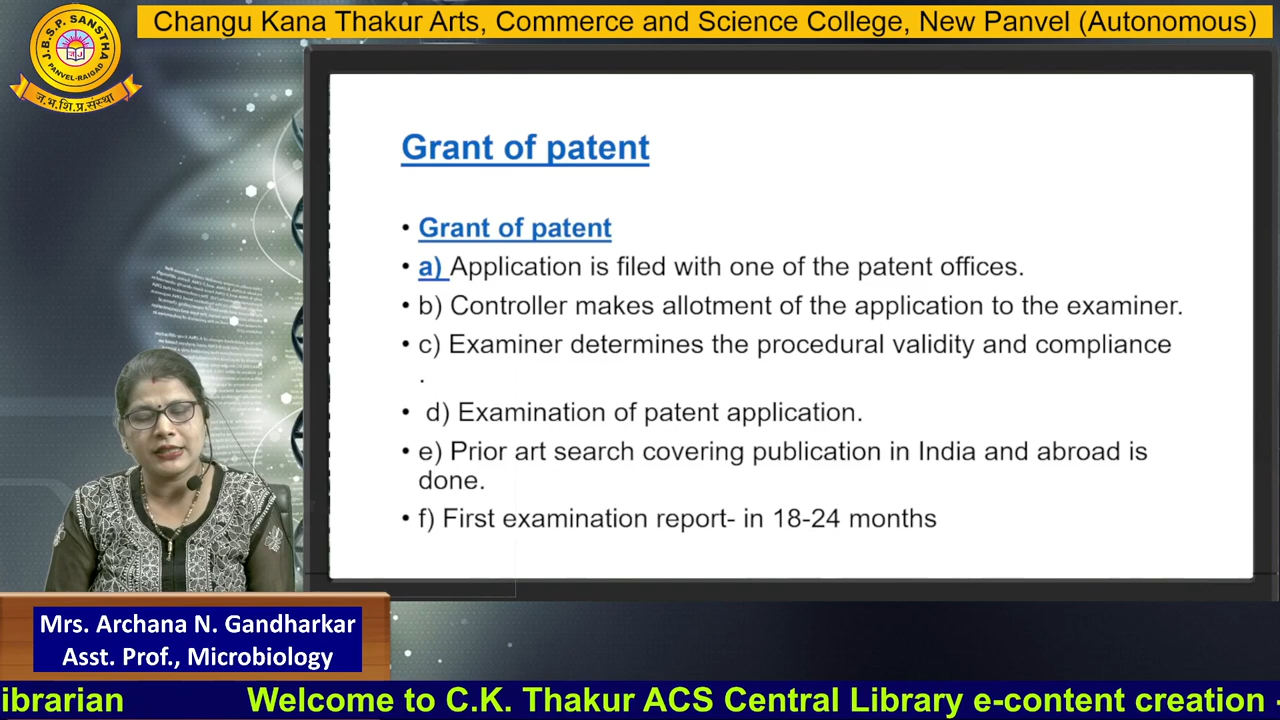 Changu Kana Thakur Arts, Commerce and Science College, New Panvel (Autonomous)
J.B.S.P. SANSTHA
PANVEL-RAIGAD
ज.भ.शि.प्र.संस्था
Grant of patent
• Grant of patent
• a) Application is filed with one of the patent offices.
• b) Controller makes allotment of the application to the examiner.
• c) Examiner determines the procedural validity and compliance
.
• d) Examination of patent application.
• e) Prior art search covering publication in India and abroad is
done.
• f) First examination report- in 18-24 months
Mrs. Archana N. Gandharkar
Asst. Prof., Microbiology
ibrarian Welcome to C.K. Thakur ACS Central Library e-content creation